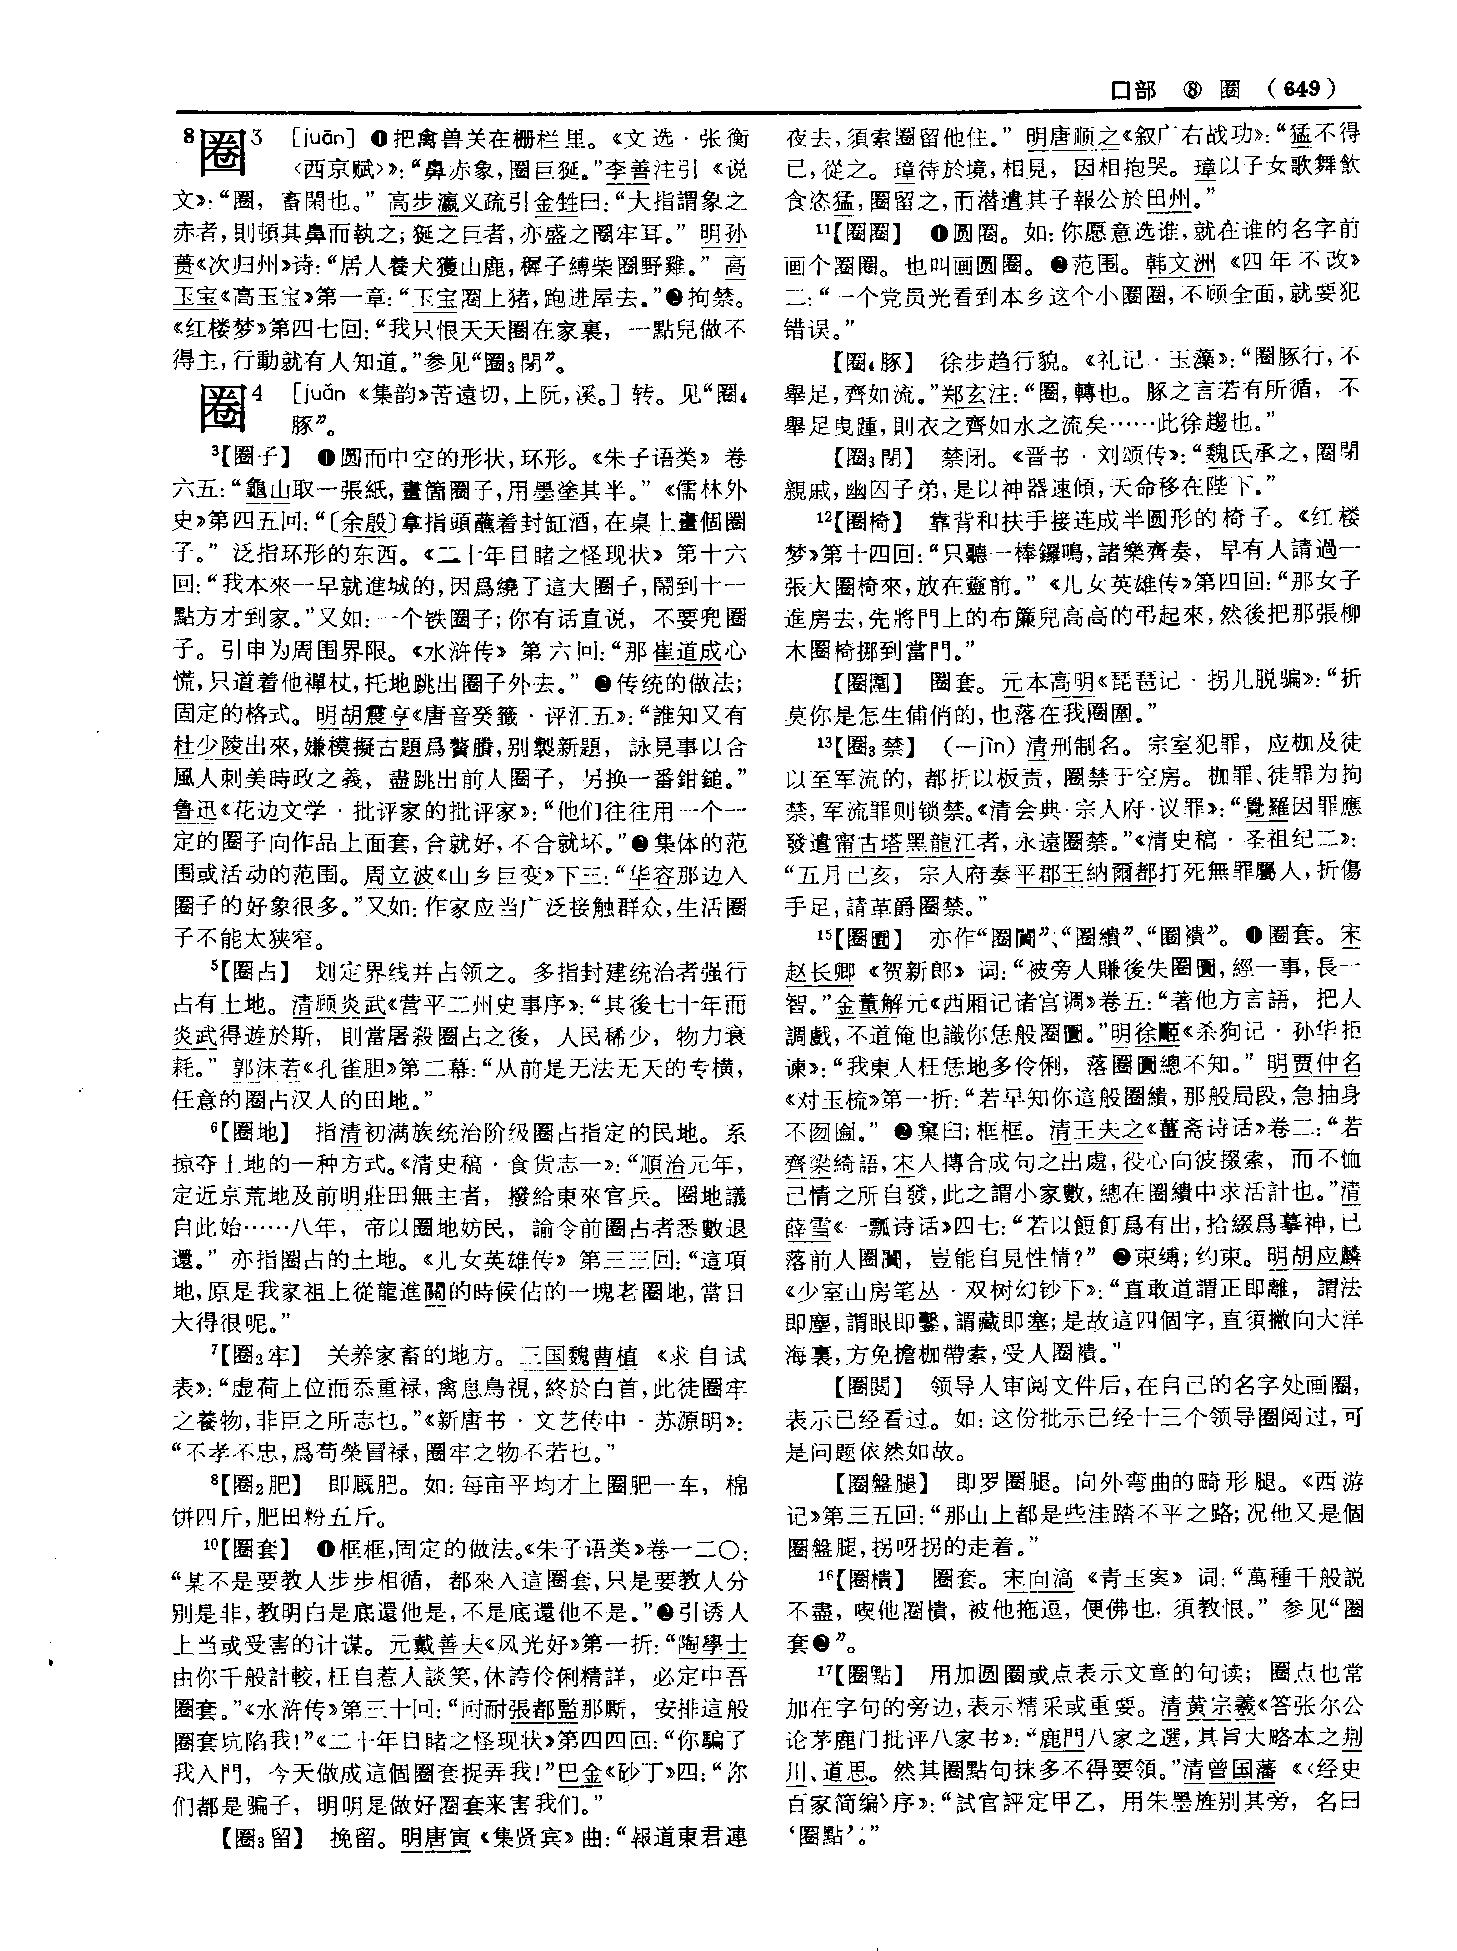 口部 ⑧ 圈 （649）
8 圈3 [juān] ❶把禽兽关在栅栏里。《文选·张衡
〈西京赋〉》：“鼻赤象，圈巨狿。”李善注引《说
文》：“圈，畜閑也。”高步瀛义疏引金甡曰：“大指謂象之
赤者，則頓其鼻而執之；狿之巨者，亦盛之圈牢耳。”明孙
蕡《次归州》诗：“居人養犬獲山鹿，穉子縛柴圈野雞。”高
玉宝《高玉宝》第一章：“玉宝圈上猪，跑进屋去。”❷拘禁。
《红楼梦》第四七回：“我只恨天天圈在家裏，一點兒做不
得主，行動就有人知道。”参见“圈3閉”。
圈4 [juǎn 《集韵》苦遠切，上阮，溪。] 转。见“圈4
豚”。
3【圈子】 ❶圆而中空的形状，环形。《朱子语类》卷
六五：“龜山取一張紙，畫箇圈子，用墨塗其半。”《儒林外
史》第四五回：“〔余殷〕拿指頭蘸着封缸酒，在桌上畫個圈
子。”泛指环形的东西。《二十年目睹之怪现状》第十六
回：“我本來一早就進城的，因爲繞了這大圈子，鬧到十一
點方才到家。”又如：一个铁圈子；你有话直说，不要兜圈
子。引申为周围界限。《水浒传》第六回：“那崔道成心
慌，只道着他禪杖，托地跳出圈子外去。”❷传统的做法；
固定的格式。明胡震亨《唐音癸籤·评汇五》：“誰知又有
杜少陵出來，嫌模擬古題爲贅賸，别製新題，詠見事以合
風人刺美時政之義，盡跳出前人圈子，另换一番鉗鎚。”
鲁迅《花边文学·批评家的批评家》：“他们往往用一个一
定的圈子向作品上面套，合就好，不合就坏。”❸集体的范
围或活动的范围。周立波《山乡巨变》下三：“华容那边入
圈子的好象很多。”又如：作家应当广泛接触群众，生活圈
子不能太狭窄。
5【圈占】 划定界线并占领之。多指封建统治者强行
占有土地。清顾炎武《营平二州史事序》：“其後七十年而
炎武得遊於斯，則當屠殺圈占之後，人民稀少，物力衰
耗。”郭沫若《孔雀胆》第二幕：“从前是无法无天的专横，
任意的圈占汉人的田地。”
6【圈地】 指清初满族统治阶级圈占指定的民地。系
掠夺土地的一种方式。《清史稿·食货志一》：“順治元年，
定近京荒地及前明莊田無主者，撥給東來官兵。圈地議
自此始……八年，帝以圈地妨民，諭令前圈占者悉數退
還。”亦指圈占的土地。《儿女英雄传》第三三回：“這項
地，原是我家祖上從龍進關的時候佔的一塊老圈地，當日
大得很呢。”
7【圈2牢】 关养家畜的地方。三国魏曹植《求自试
表》：“虚荷上位而忝重禄，禽息鳥視，終於白首，此徒圈牢
之養物，非臣之所志也。”《新唐书·文艺传中·苏源明》：
“不孝不忠，爲苟榮冒禄，圈牢之物不若也。”
8【圈2肥】 即厩肥。如：每亩平均才上圈肥一车，棉
饼四斤，肥田粉五斤。
10【圈套】 ❶框框，固定的做法。《朱子语类》卷一二〇：
“某不是要教人步步相循，都來入這圈套，只是要教人分
别是非，教明白是底還他是，不是底還他不是。”❷引诱人
上当或受害的计谋。元戴善夫《风光好》第一折：“陶學士
由你千般計較，枉自惹人談笑，休誇伶俐精詳，必定中吾
圈套。”《水浒传》第三十回：“叵耐張都監那厮，安排這般
圈套坑陷我！”《二十年目睹之怪现状》第四四回：“你騙了
我入門，今天做成這個圈套捉弄我！”巴金《砂丁》四：“你
们都是骗子，明明是做好圈套来害我们。”
【圈3留】 挽留。明唐寅《集贤宾》曲：“報道東君連
夜去，須索圈留他住。”明唐顺之《叙广右战功》：“猛不得
已，從之。璋待於境，相見，因相抱哭。璋以子女歌舞飲
食恣猛，圈留之，而潛遣其子報公於田州。”
11【圈圈】 ❶圆圈。如：你愿意选谁，就在谁的名字前
画个圈圈。也叫画圆圈。❷范围。韩文洲《四年不改》
二：“一个党员光看到本乡这个小圈圈，不顾全面，就要犯
错误。”
【圈4豚】 徐步趋行貌。《礼记·玉藻》：“圈豚行，不
舉足，齊如流。”郑玄注：“圈，轉也。豚之言若有所循，不
舉足曳踵，則衣之齊如水之流矣……此徐趨也。”
【圈3閉】 禁闭。《晋书·刘颂传》：“魏氏承之，圈閉
親戚，幽囚子弟，是以神器速傾，天命移在陛下。”
12【圈椅】 靠背和扶手接连成半圆形的椅子。《红楼
梦》第十四回：“只聽一棒鑼鳴，諸樂齊奏，早有人請過一
張大圈椅來，放在靈前。”《儿女英雄传》第四回：“那女子
進房去，先將門上的布簾兒高高的弔起來，然後把那張柳
木圈椅挪到當門。”
【圈圍】 圈套。元本高明《琵琶记·拐儿脱骗》：“折
莫你是怎生俌俏的，也落在我圈圍。”
13【圈3禁】 （—jìn）清刑制名。宗室犯罪，应枷及徒
以至军流的，都折以板责，圈禁于空房。枷罪、徒罪为拘
禁，军流罪则锁禁。《清会典·宗人府·议罪》：“覺羅因罪應
發遣甯古塔黑龍江者，永遠圈禁。”《清史稿·圣祖纪二》：
“五月己亥，宗人府奏平郡王納爾都打死無罪屬人，折傷
手足，請革爵圈禁。”
15【圈圚】 亦作“圈闠”、“圈繢”、“圈襀”。❶圈套。宋
赵长卿《贺新郎》词：“被旁人賺後失圈圚，經一事，長一
智。”金董解元《西厢记诸宫调》卷五：“著他方言語，把人
調戲，不道俺也識你恁般圈圚。”明徐𤱻《杀狗记·孙华拒
谏》：“我東人枉恁地多伶俐，落圈圚總不知。”明贾仲名
《对玉梳》第一折：“若早知你這般圈繢，那般局段，急抽身
不囫圇。”❷窠臼；框框。清王夫之《薑斋诗话》卷二：“若
齊梁綺語，宋人摶合成句之出處，役心向彼掇索，而不恤
己情之所自發，此之謂小家數，總在圈繢中求活計也。”清
薛雪《一瓢诗话》四七：“若以餖飣爲有出，拾綴爲摹神，已
落前人圈闠，豈能自見性情？”❸束缚；约束。明胡应麟
《少室山房笔丛·双树幻钞下》：“直敢道謂正即離，謂法
即塵，謂眼即翳，謂藏即塞；是故這四個字，直須撇向大洋
海裏，方免擔枷帶索，受人圈襀。”
【圈閱】 领导人审阅文件后，在自己的名字处画圈，
表示已经看过。如：这份批示已经十三个领导圈阅过，可
是问题依然如故。
【圈盤腿】 即罗圈腿。向外弯曲的畸形腿。《西游
记》第三五回：“那山上都是些洼踏不平之路；况他又是個
圈盤腿，拐呀拐的走着。”
16【圈樻】 圈套。宋向滈《青玉案》词：“萬種千般説
不盡，喫他圈樻，被他拖逗，便佛也，須教恨。”参见“圈
套❷”。
17【圈點】 用加圆圈或点表示文章的句读；圈点也常
加在字句的旁边，表示精采或重要。清黄宗羲《答张尔公
论茅鹿门批评八家书》：“鹿門八家之選，其旨大略本之荆
川、道思。然其圈點句抹多不得要領。”清曾国藩《〈经史
百家简编〉序》：“試官評定甲乙，用朱墨旌别其旁，名曰
‘圈點’。”